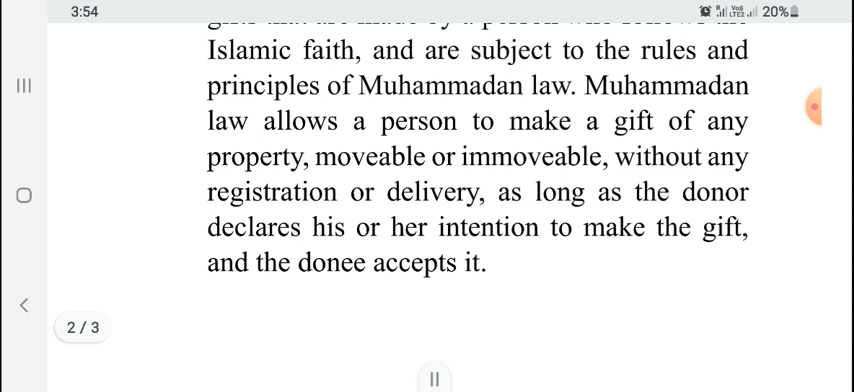 3:54
20%
Islamic faith, and are subject to the rules and
principles of Muhammadan law. Muhammadan
law allows a person to make a gift of any
property, moveable or immoveable, without any
registration or delivery, as long as the donor
declares his or her intention to make the gift,
and the donee accepts it.
2 / 3